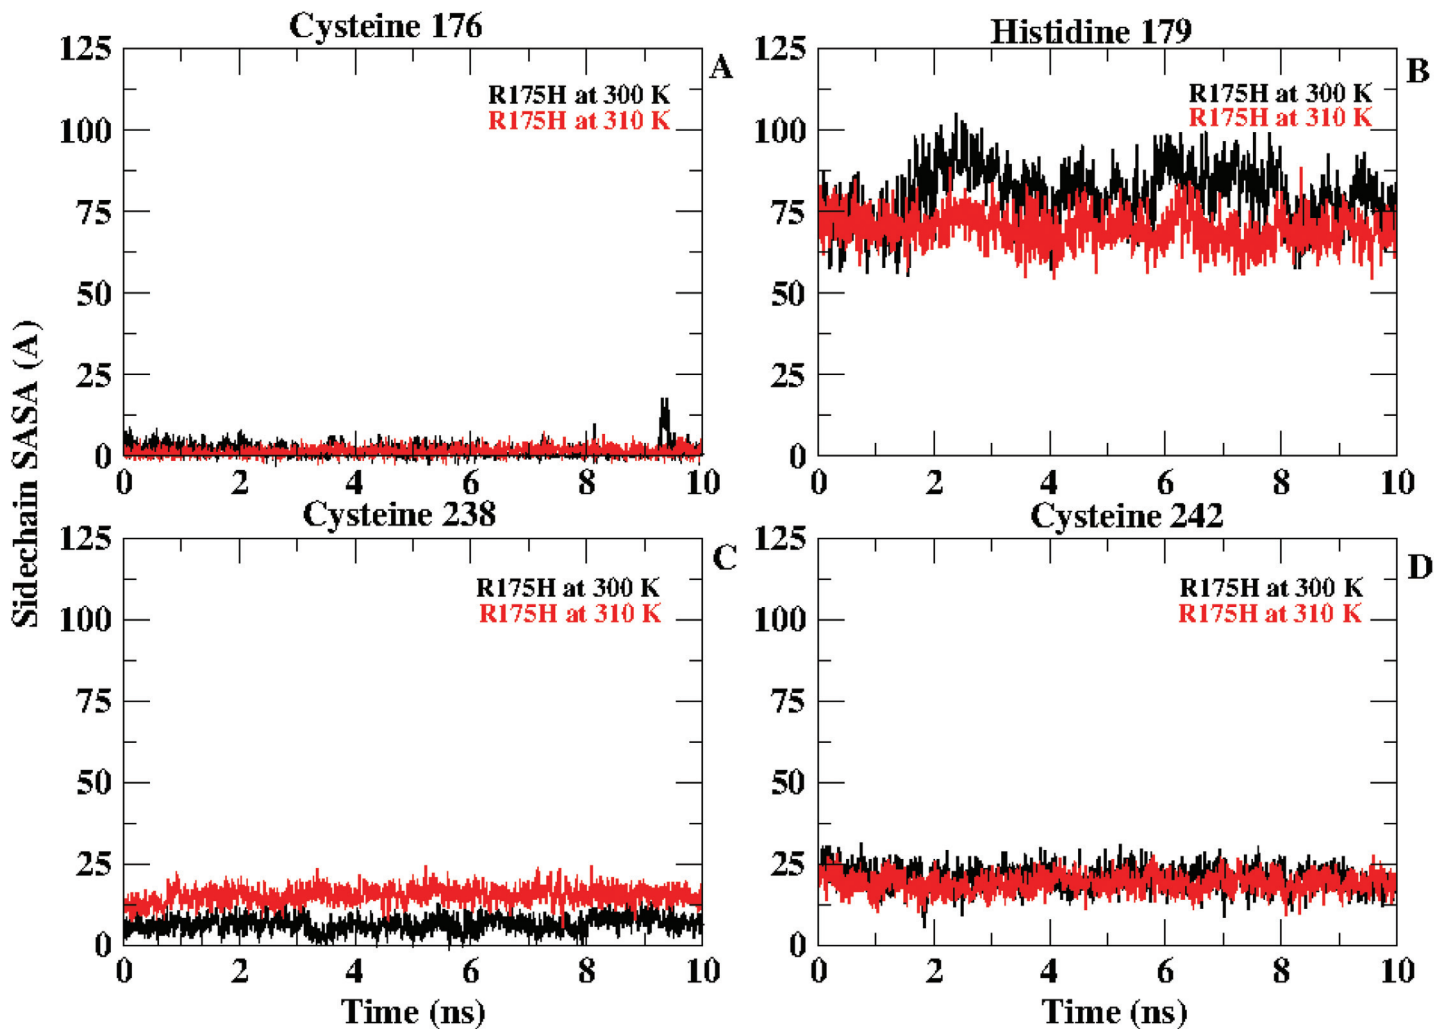 Cysteine 176
Histidine 179
125
100
75
50
25
0
A
R175H at 300 K
R175H at 310 K
0 2 4 6 8 10
125
100
75
50
25
0
B
R175H at 300 K
R175H at 310 K
0 2 4 6 8 10
Sidechain SASA (A)
Cysteine 238
Cysteine 242
125
100
75
50
25
0
C
R175H at 300 K
R175H at 310 K
0 2 4 6 8 10
Time (ns)
125
100
75
50
25
0
D
R175H at 300 K
R175H at 310 K
0 2 4 6 8 10
Time (ns)